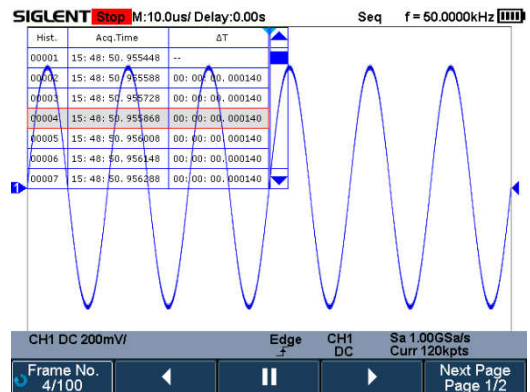 SIGLENT Stop M:10.0us/ Delay:0.00s Seq f = 50.0000kHz
Hist. Acq.Time ΔT
00001 15: 48: 50. 955448 --
00002 15: 48: 50. 955588 00: 00: 00. 000140
00003 15: 48: 50. 955728 00: 00: 00. 000140
00004 15: 48: 50. 955868 00: 00: 00. 000140
00005 15: 48: 50. 956008 00: 00: 00. 000140
00006 15: 48: 50. 956148 00: 00: 00. 000140
00007 15: 48: 50. 956288 00: 00: 00. 000140
1
CH1 DC 200mV/ Edge CH1 Sa 1.00GSa/s
DC Curr 120kpts
Frame No. Next Page
4/100 Page 1/2